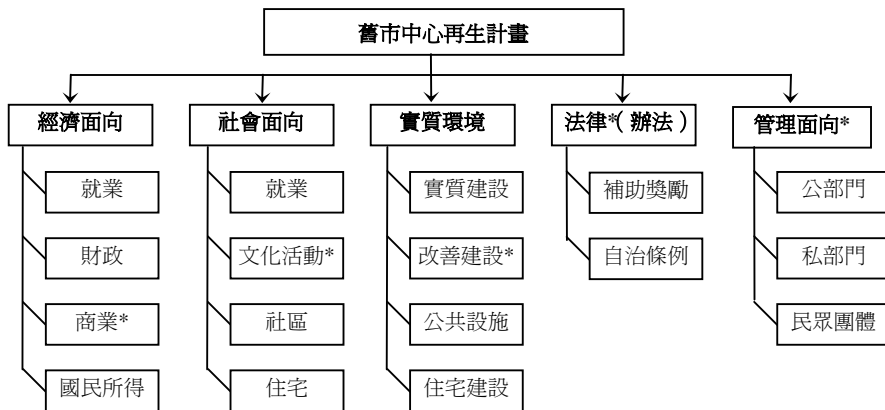 舊市中心再生計畫
經濟面向
社會面向
實質環境
法律*（辦法）
管理面向*
就業
就業
實質建設
補助獎勵
公部門
財政
文化活動*
改善建設*
自治條例
私部門
商業*
社區
公共設施
民眾團體
國民所得
住宅
住宅建設